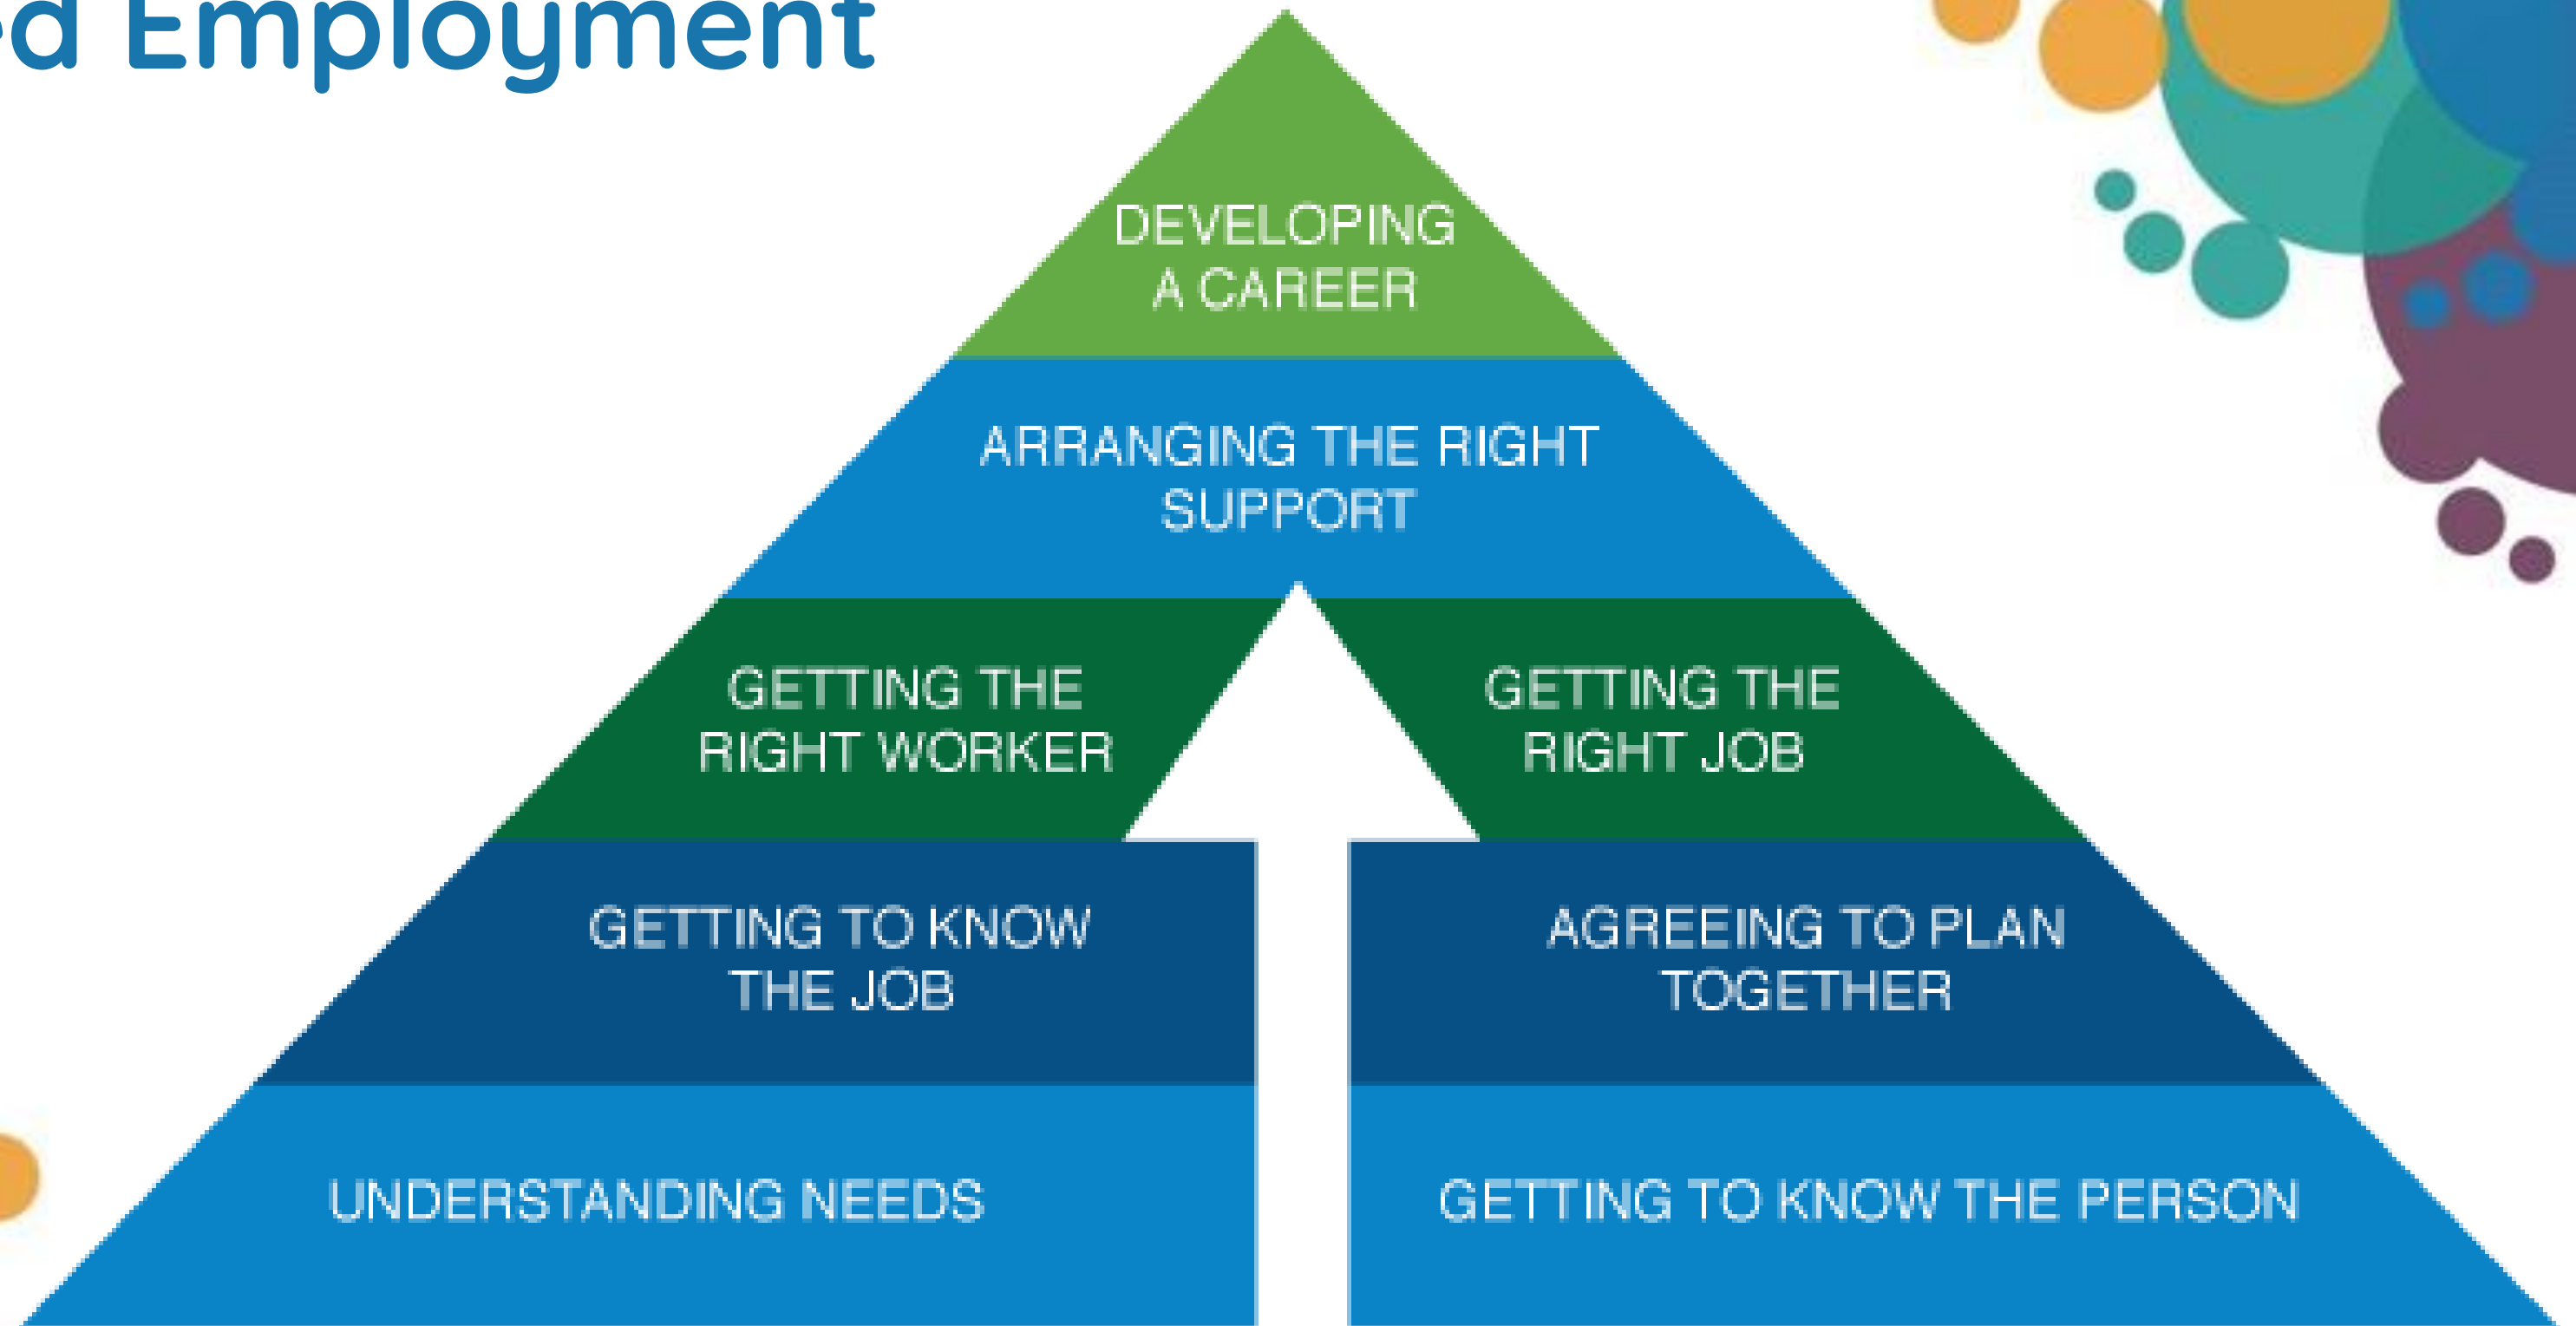 ed Employment
DEVELOPING
A CAREER
ARRANGING THE RIGHT
SUPPORT
GETTING THE
RIGHT WORKER
GETTING THE
RIGHT JOB
GETTING TO KNOW
THE JOB
AGREEING TO PLAN
TOGETHER
UNDERSTANDING NEEDS
GETTING TO KNOW THE PERSON